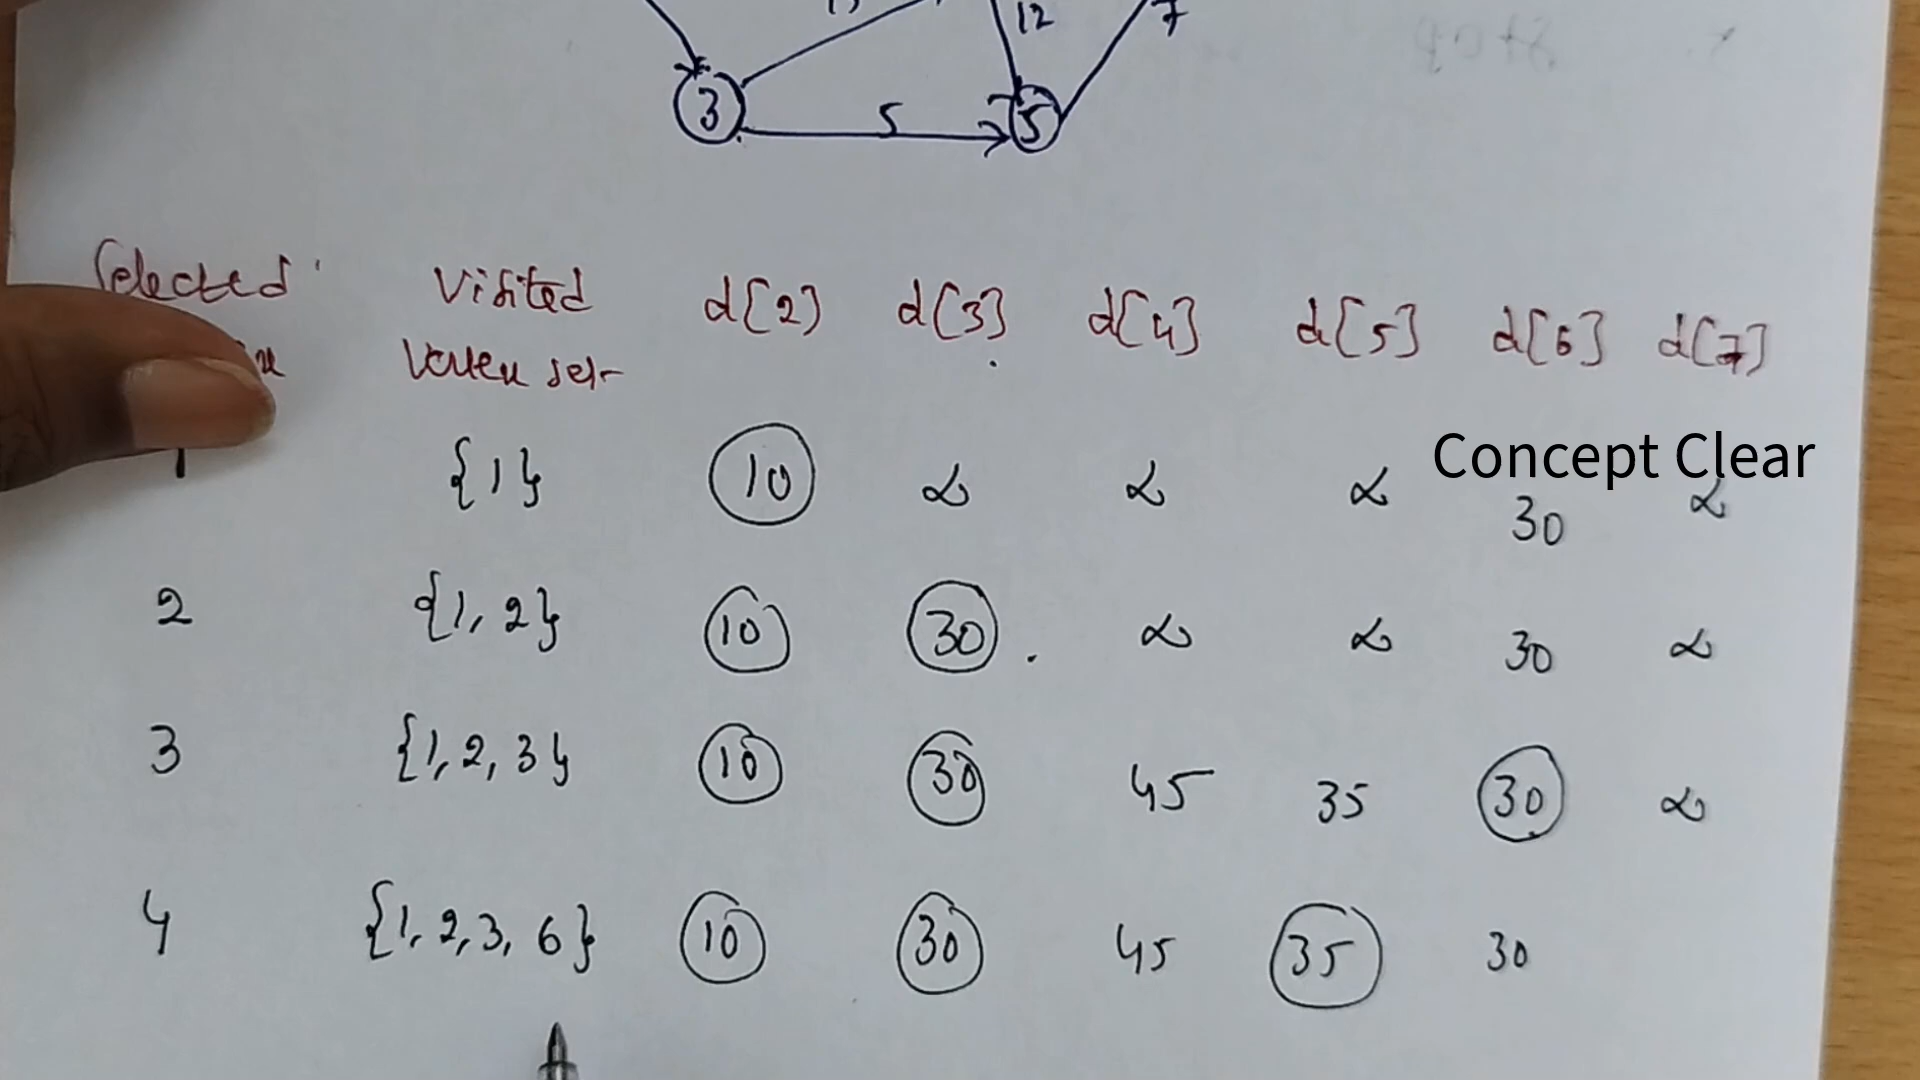 12 7
3 5 5
Selected Visited d[2] d[3] d[4] d[5] d[6] d[7]
Vertex set
Concept Clear
1 {1} 10 ∝ ∝ ∝ 30 ∝
2 {1, 2} 10 30 ∝ ∝ 30 ∝
3 {1, 2, 3} 10 30 45 35 30 ∝
4 {1, 2, 3, 6} 10 30 45 35 30